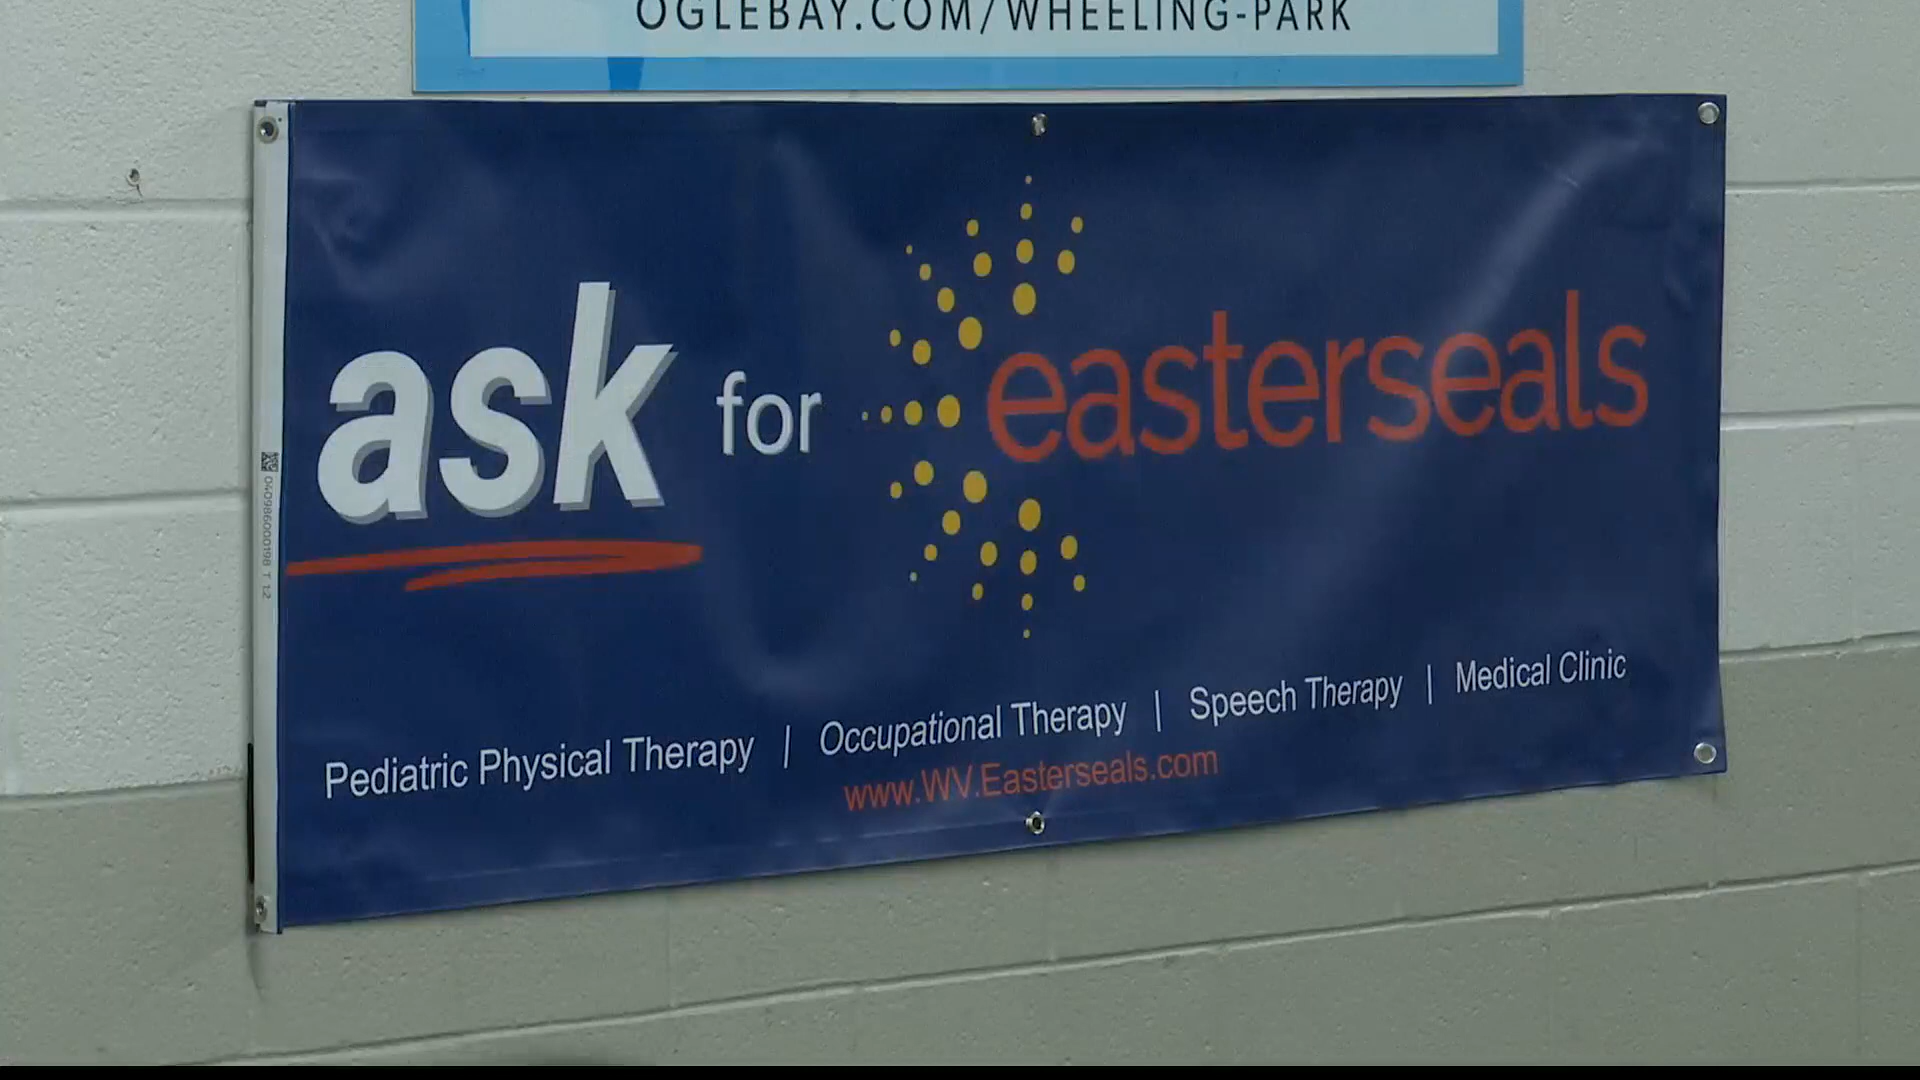 OGLEBAY.COM/WHEELING-PARK
ask for easterseals
Pediatric Physical Therapy | Occupational Therapy | Speech Therapy | Medical Clinic
www.WV.Easterseals.com